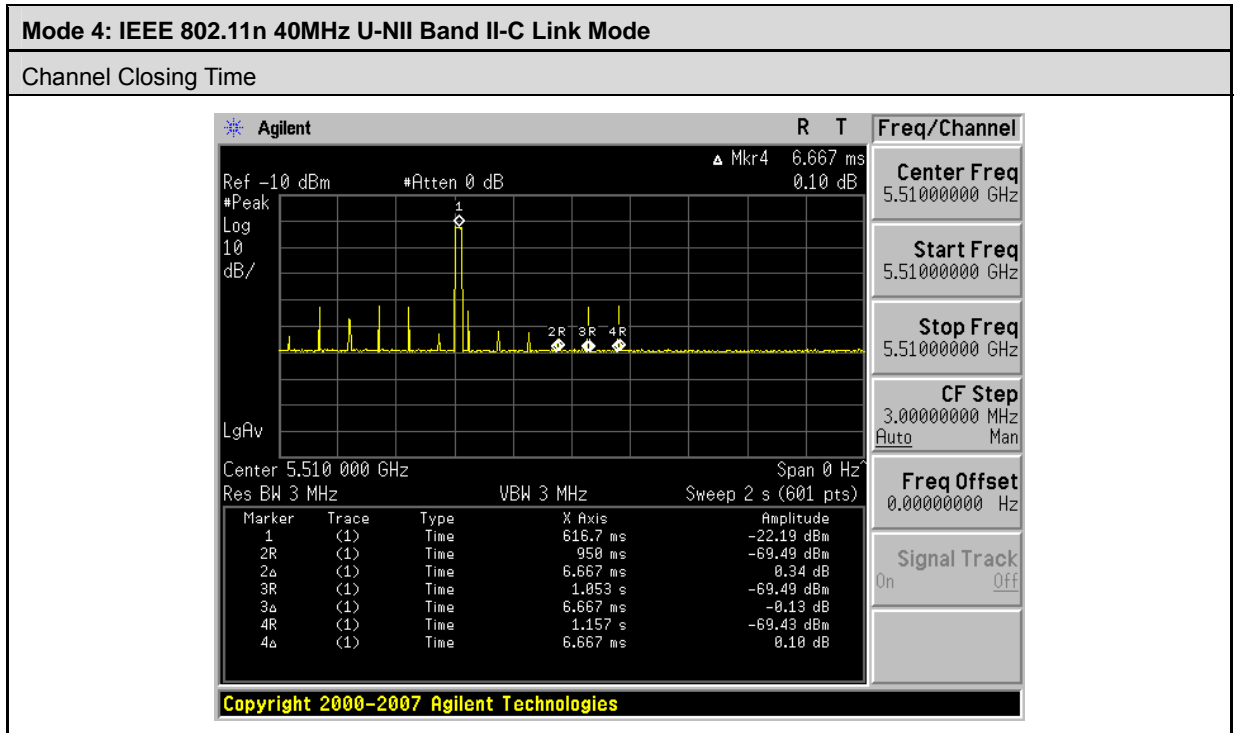 Mode 4: IEEE 802.11n 40MHz U-NII Band II-C Link Mode
Channel Closing Time
Agilent R T Freq/Channel
Δ Mkr4 6.667 ms
Ref -10 dBm #Atten 0 dB 0.10 dB
#Peak
Log
10
dB/
1
2R 3R 4R
LgAv
Center 5.510 000 GHz Span 0 Hz^
Res BW 3 MHz VBW 3 MHz Sweep 2 s (601 pts)
Marker Trace Type X Axis Amplitude
1 (1) Time 616.7 ms -22.19 dBm
2R (1) Time 950 ms -69.49 dBm
2Δ (1) Time 6.667 ms 0.34 dB
3R (1) Time 1.053 s -69.49 dBm
3Δ (1) Time 6.667 ms -0.13 dB
4R (1) Time 1.157 s -69.43 dBm
4Δ (1) Time 6.667 ms 0.10 dB
Center Freq
5.51000000 GHz
Start Freq
5.51000000 GHz
Stop Freq
5.51000000 GHz
CF Step
3.00000000 MHz
Auto Man
Freq Offset
0.00000000 Hz
Signal Track
On Off
Copyright 2000-2007 Agilent Technologies